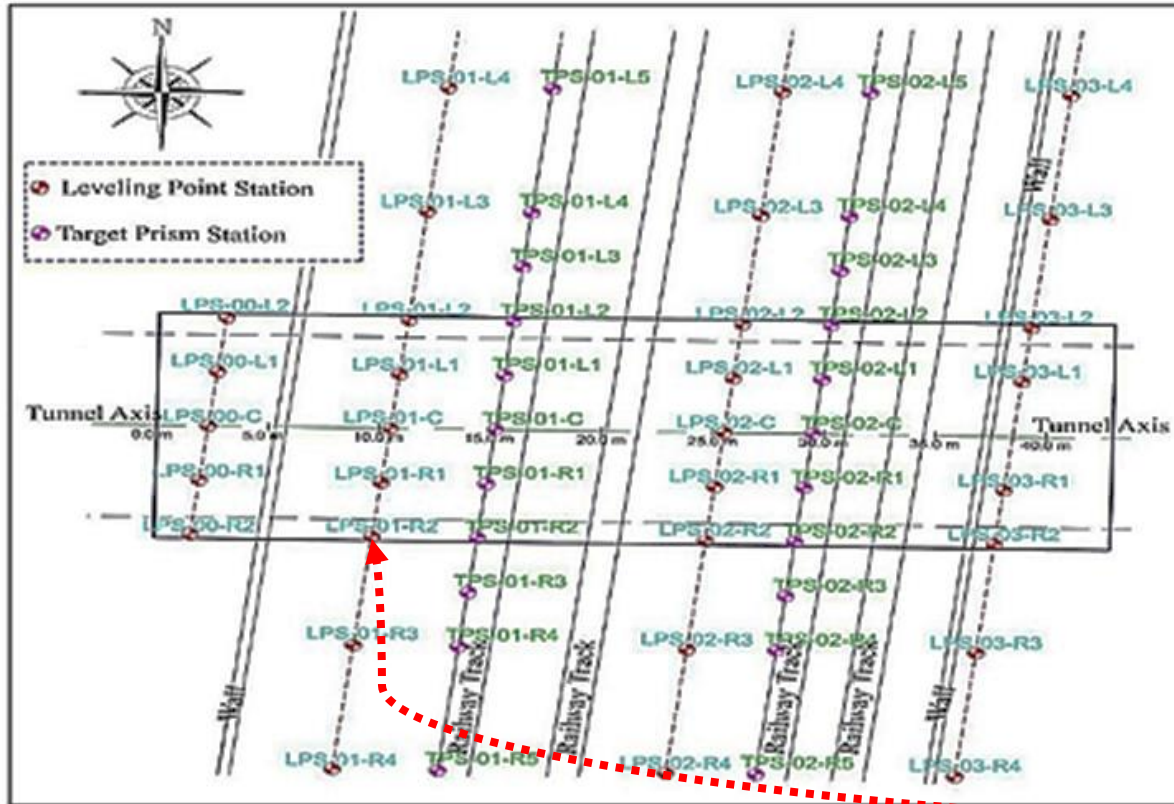 N
LPS-01-L4 TPS-01-L5 LPS-02-L4 TPS-02-L5 LPS-03-L4
Leveling Point Station
Target Prism Station
LPS-01-L3 TPS-01-L4 LPS-02-L3 TPS-02-L4 LPS-03-L3
Wall
TPS-01-L3 TPS-02-L3
LPS-00-L2 LPS-01-L2 TPS-01-L2 LPS-02-L2 TPS-02-L2 LPS-03-L2
LPS-00-L1 LPS-01-L1 TPS-01-L1 LPS-02-L1 TPS-02-L1 LPS-03-L1
Tunnel Axis LPS-00-C LPS-01-C TPS-01-C LPS-02-C TPS-02-C Tunnel Axis
0.0 m 5.0 m 10.0 m 15.0 m 20.0 m 25.0 m 30.0 m 35.0 m 40.0 m
LPS-00-R1 LPS-01-R1 TPS-01-R1 LPS-02-R1 TPS-02-R1 LPS-03-R1
LPS-00-R2 LPS-01-R2 TPS-01-R2 LPS-02-R2 TPS-02-R2 LPS-03-R2
TPS-01-R3 TPS-02-R3
LPS-01-R3 TPS-01-R4 LPS-02-R3 TPS-02-R4 LPS-03-R3
Wall Railway Track Railway Track Railway Track Railway Track Wall
LPS-01-R4 TPS-01-R5 LPS-02-R4 TPS-02-R5 LPS-03-R4